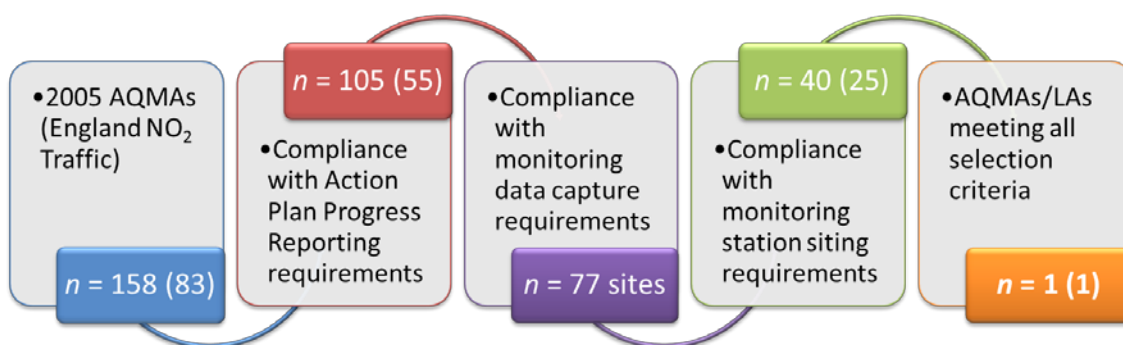 •2005 AQMAs
(England NO₂
Traffic)
n = 158 (83)
n = 105 (55)
•Compliance
with Action
Plan Progress
Reporting
requirements
•Compliance
with
monitoring
data capture
requirements
n = 77 sites
n = 40 (25)
•Compliance
with
monitoring
station siting
requirements
•AQMAs/LAs
meeting all
selection
criteria
n = 1 (1)